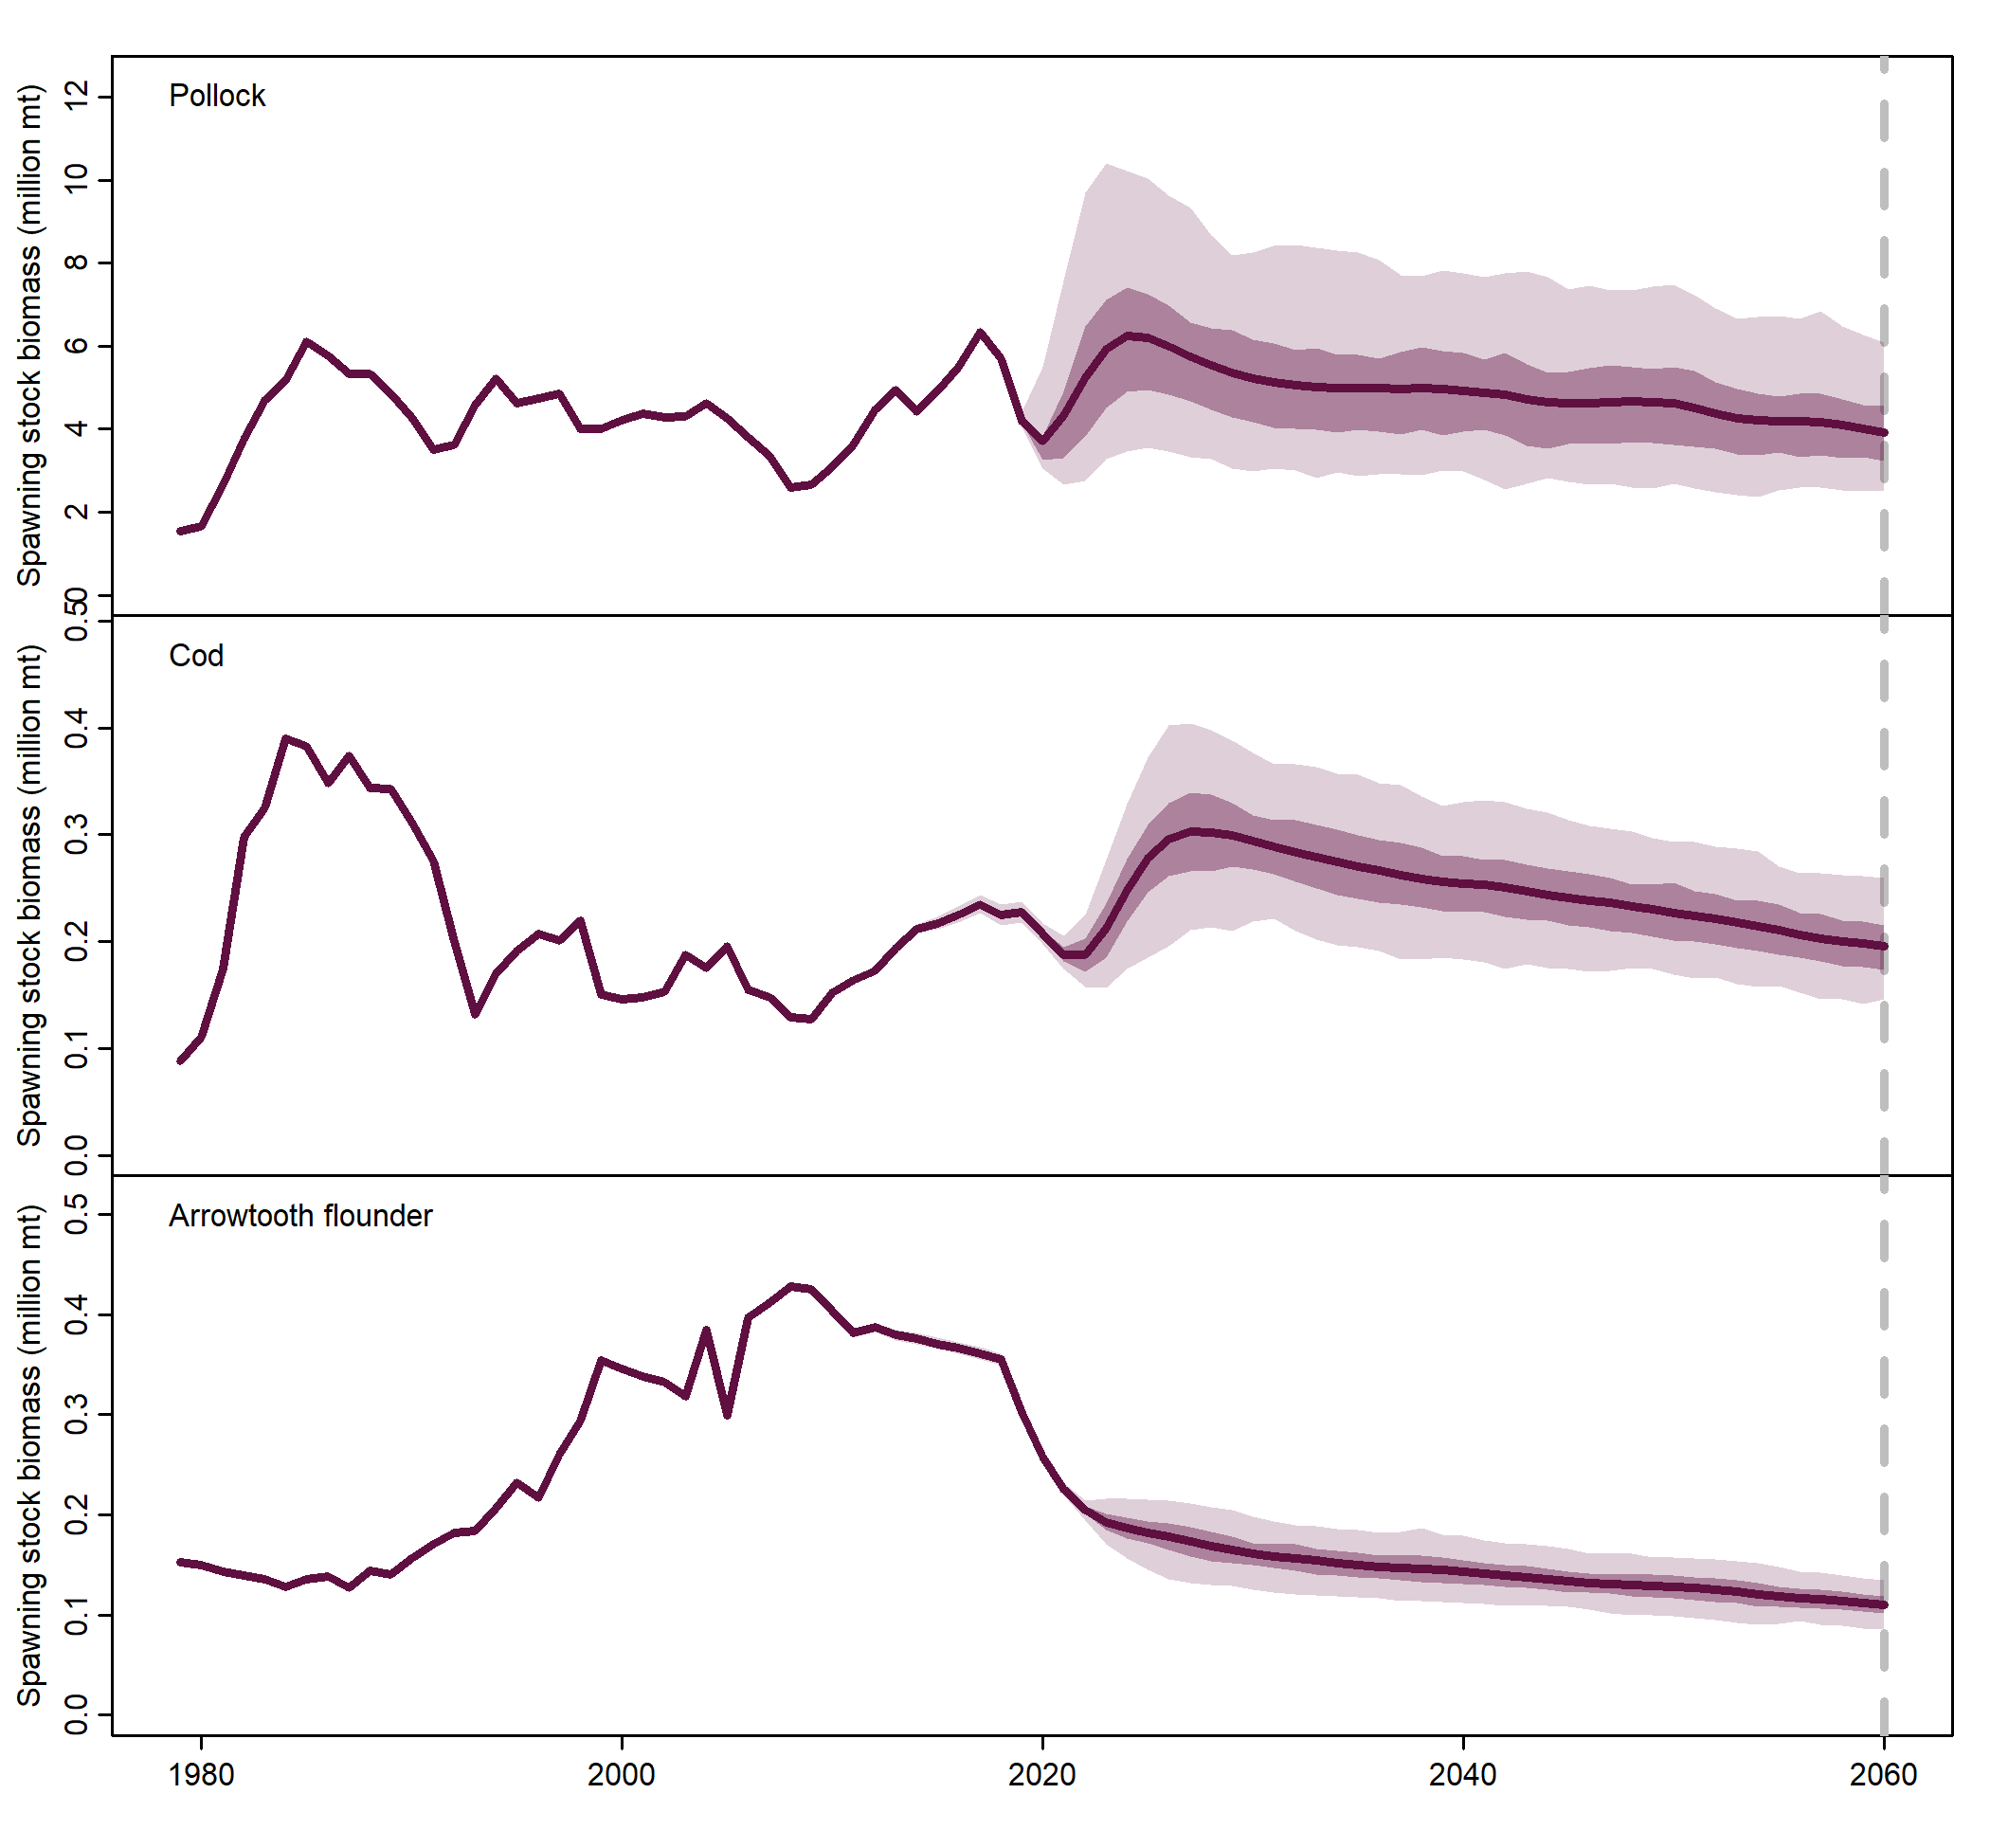 Pollock
Spawning stock biomass (million mt)
12
10
8
6
4
2
0
Cod
Spawning stock biomass (million mt)
0.5
0.4
0.3
0.2
0.1
0.0
Arrowtooth flounder
Spawning stock biomass (million mt)
0.5
0.4
0.3
0.2
0.1
0.0
1980 2000 2020 2040 2060